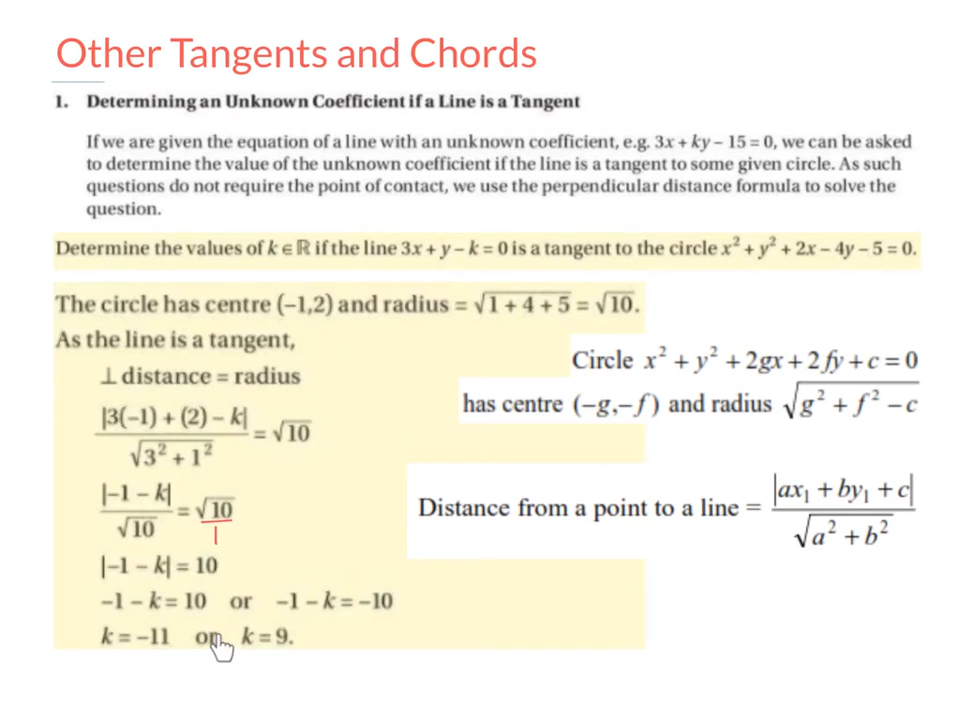 Other Tangents and Chords
1. Determining an Unknown Coefficient if a Line is a Tangent
If we are given the equation of a line with an unknown coefficient, e.g. 3x + ky − 15 = 0, we can be asked
to determine the value of the unknown coefficient if the line is a tangent to some given circle. As such
questions do not require the point of contact, we use the perpendicular distance formula to solve the
question.
Determine the values of k ∈ ℝ if the line 3x + y − k = 0 is a tangent to the circle x² + y² + 2x − 4y − 5 = 0.
The circle has centre (−1,2) and radius = √1 + 4 + 5 = √10.
As the line is a tangent,
⊥ distance = radius
|3(−1) + (2) − k| / √3² + 1² = √10
|−1 − k| / √10 = √10 / 1
|−1 − k| = 10
−1 − k = 10 or −1 − k = −10
k = −11 or k = 9.
Circle x² + y² + 2gx + 2fy + c = 0
has centre (−g,−f) and radius √g² + f² − c
Distance from a point to a line = |ax₁ + by₁ + c| / √a² + b²